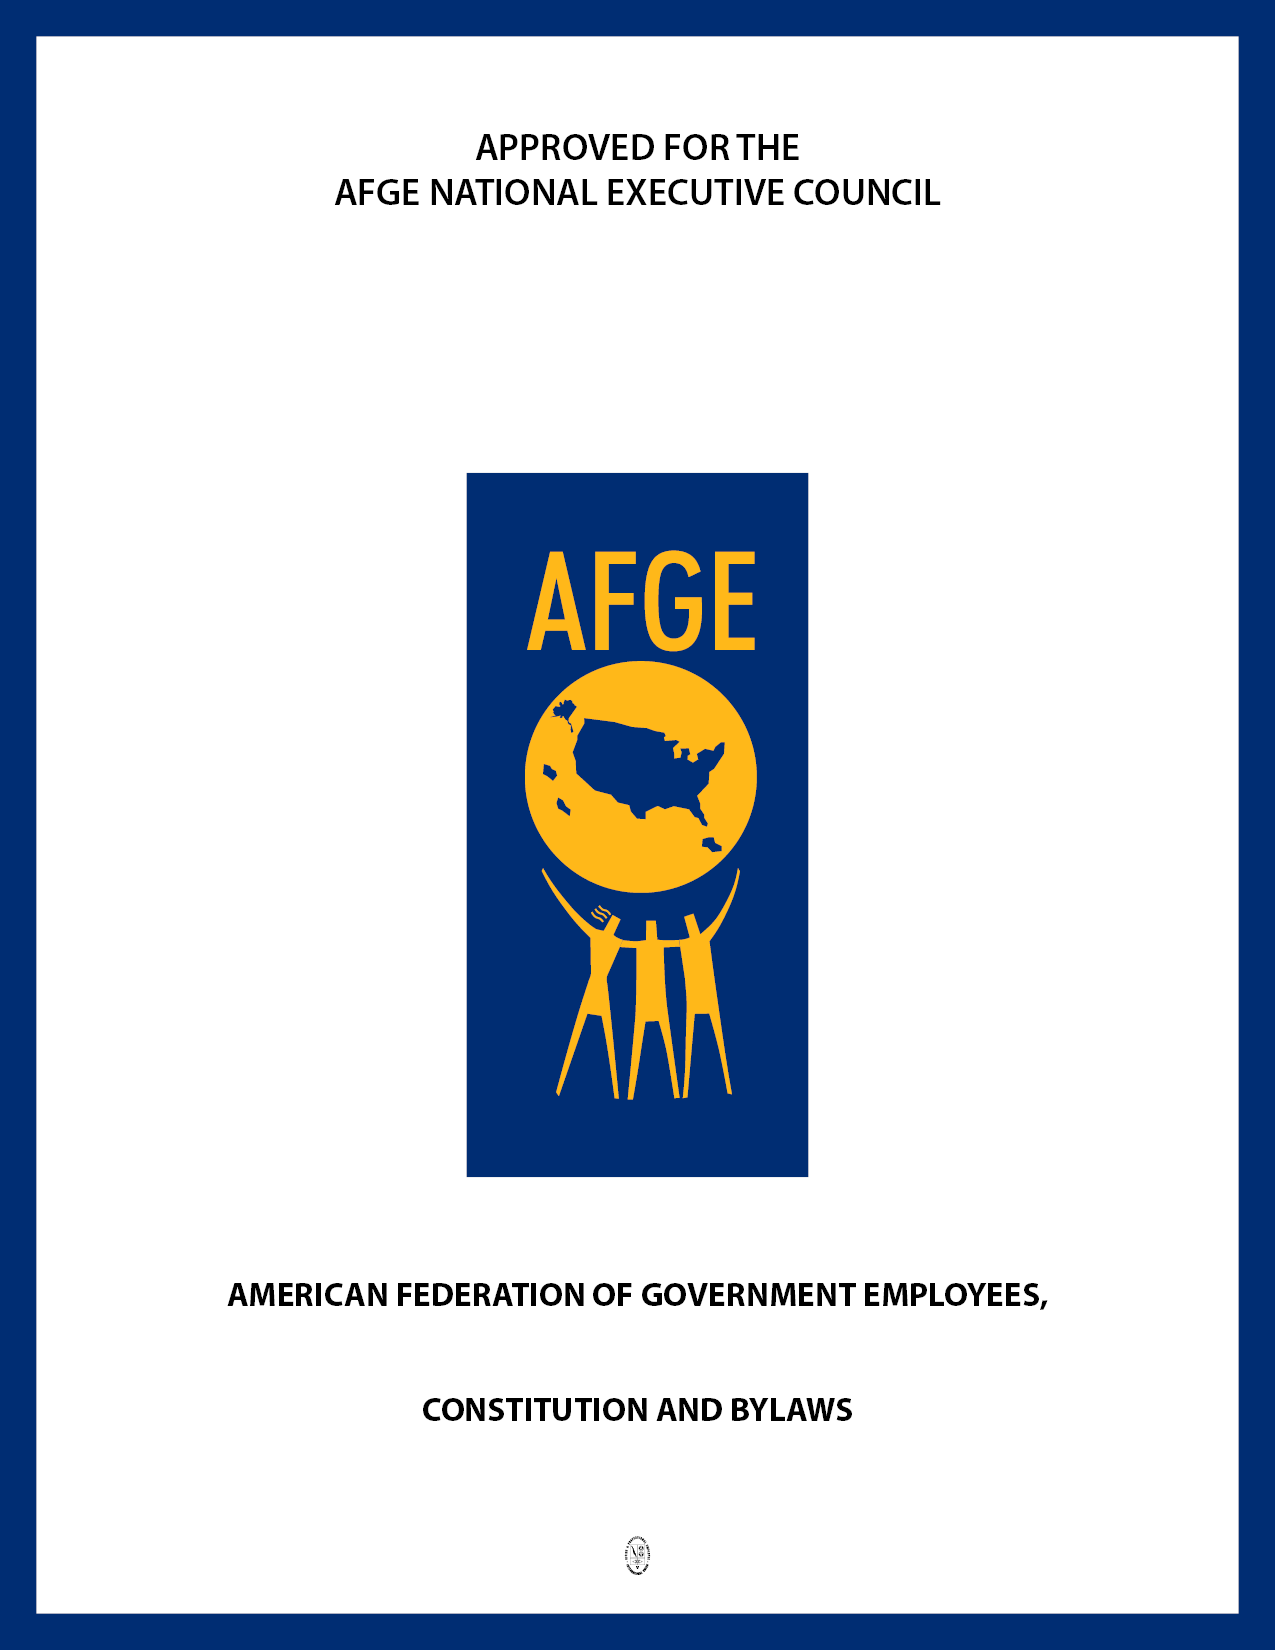 APPROVED FOR THE
AFGE NATIONAL EXECUTIVE COUNCIL
AFGE
AMERICAN FEDERATION OF GOVERNMENT EMPLOYEES,
CONSTITUTION AND BYLAWS